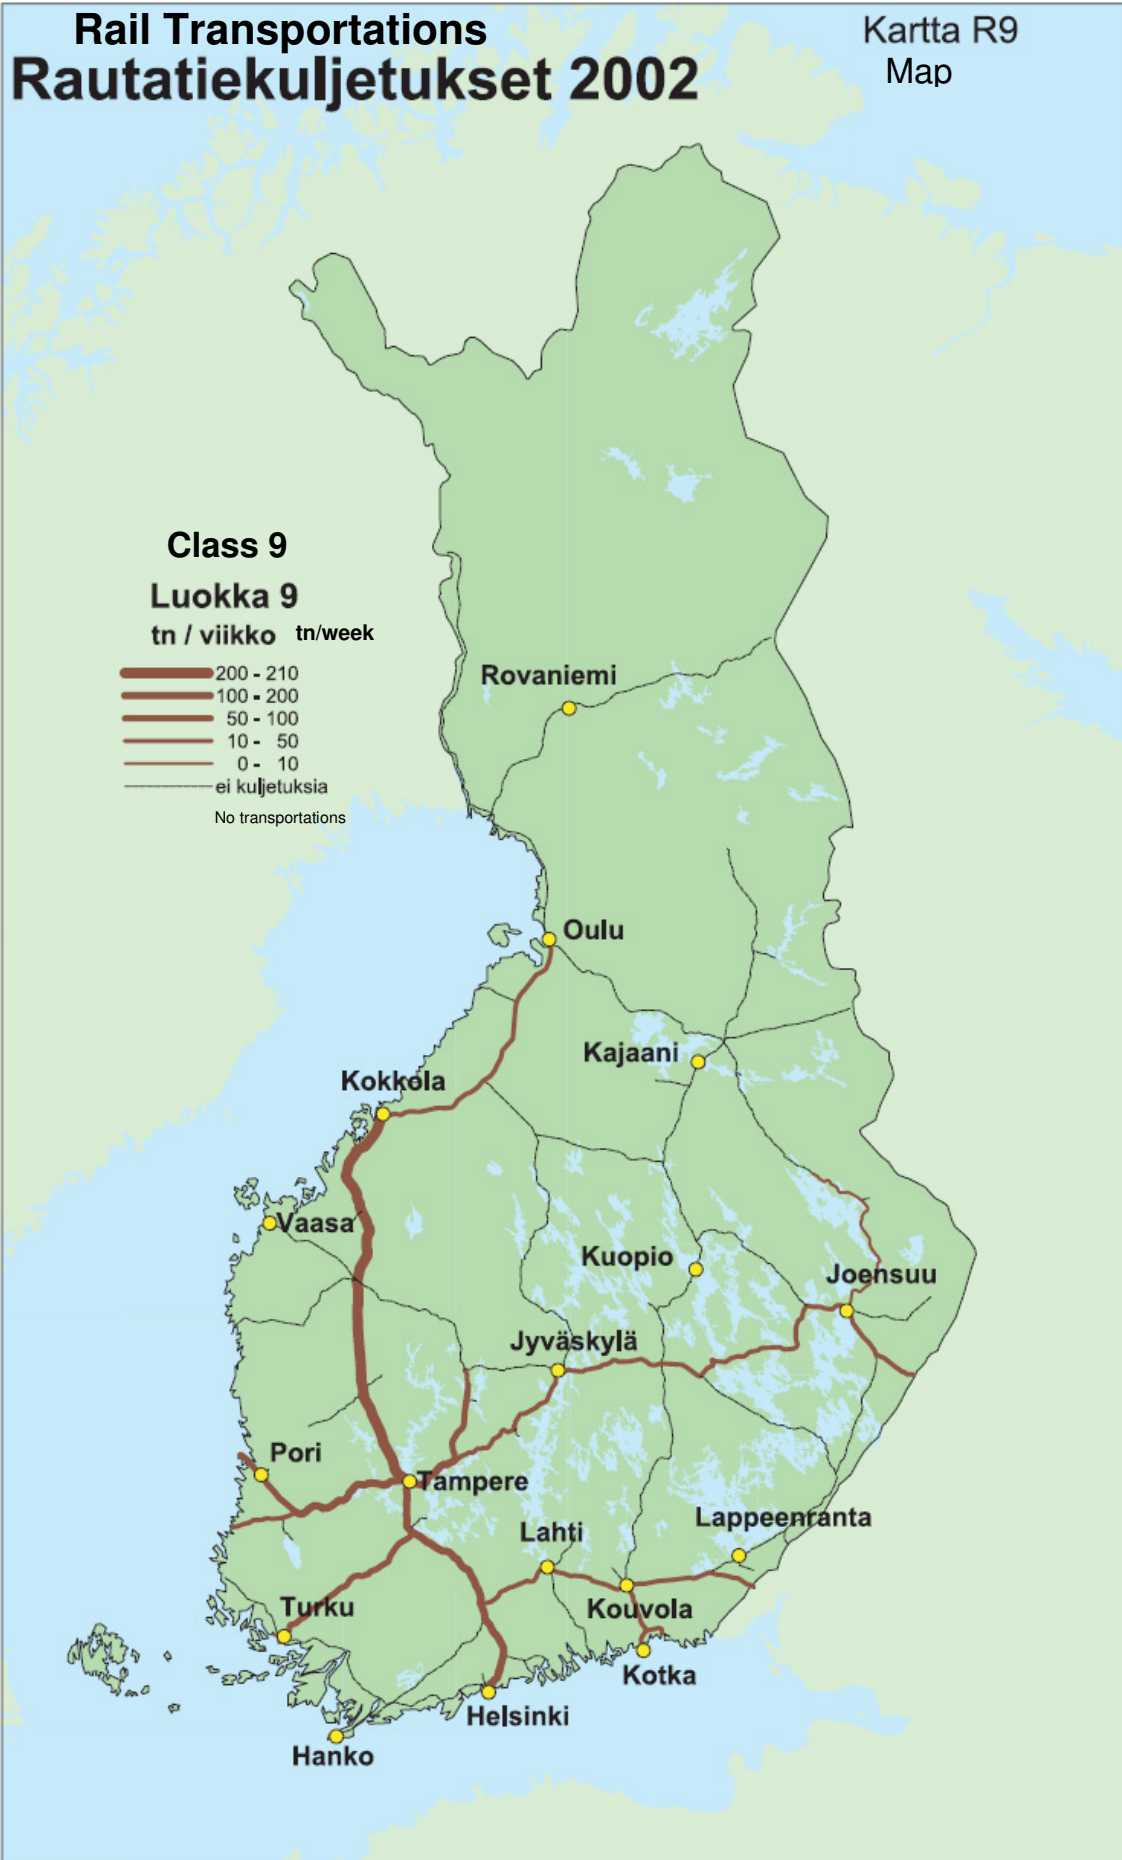 Rail Transportations
Rautatiekuljetukset 2002
Kartta R9
Map
Class 9
Luokka 9
tn / viikko tn/week
200 - 210
100 - 200
50 - 100
10 - 50
0 - 10
ei kuljetuksia
No transportations
Rovaniemi
Oulu
Kajaani
Kokkola
Vaasa
Kuopio
Joensuu
Jyväskylä
Pori
Tampere
Lappeenranta
Lahti
Turku
Kouvola
Kotka
Helsinki
Hanko